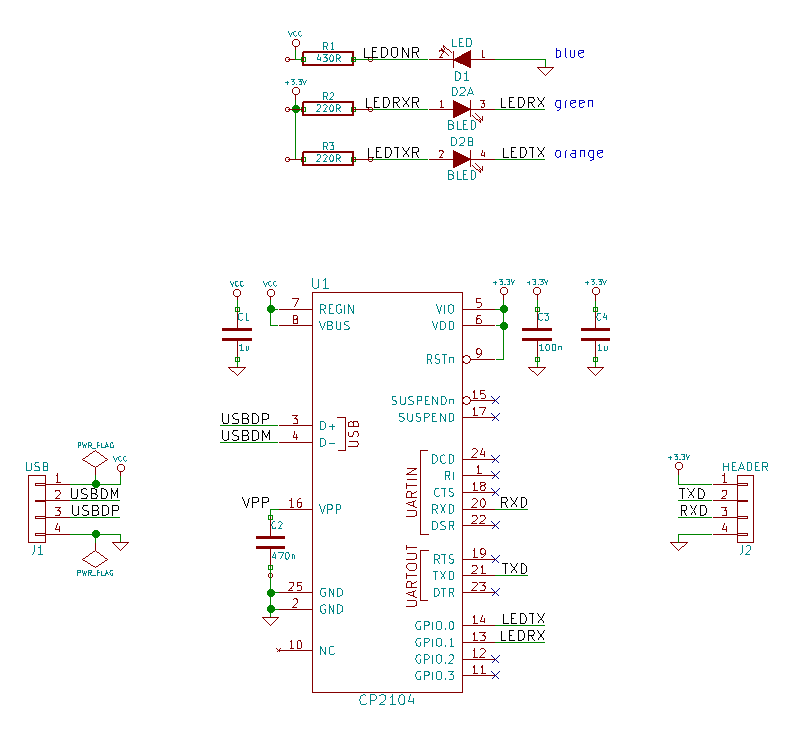 VCC
R1
430R
LEDONR
2
LED
D1
1
blue
+3.3V
R2
220R
LEDRXR
1
D2A
BLED
3
LEDRX
green
R3
220R
LEDTXR
2
D2B
BLED
4
LEDTX
orange
VCC
C1
1u
VCC
U1
7 REGIN
8 VBUS
USBDP 3 D+
USBDM 4 D-
USB
VPP 16 VPP
C2
470n
25 GND
2 GND
10 NC
+3.3V
VIO 5
VDD 6
RSTn 9
SUSPENDn 15
SUSPEND 17
UARTIN
DCD 24
RI 1
CTS 18
RXD 20 RXD
DSR 22
UARTOUT
RTS 19
TXD 21 TXD
DTR 23
GPIO.0 14 LEDTX
GPIO.1 13 LEDRX
GPIO.2 12
GPIO.3 11
CP2104
+3.3V
C3
100n
+3.3V
C4
1u
PWR_FLAG
VCC
USB
1
2 USBDM
3 USBDP
4
J1
PWR_FLAG
+3.3V
HEADER
1
TXD 2
RXD 3
4
J2